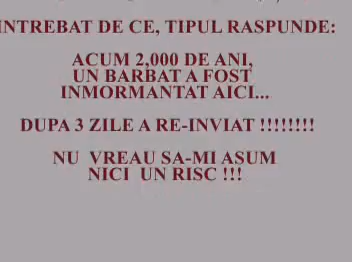 INTREBAT DE CE, TIPUL RASPUNDE:
ACUM 2,000 DE ANI,
UN BARBAT A FOST
INMORMANTAT AICI...
DUPA 3 ZILE A RE-INVIAT !!!!!!!!
NU VREAU SA-MI ASUM
NICI UN RISC !!!